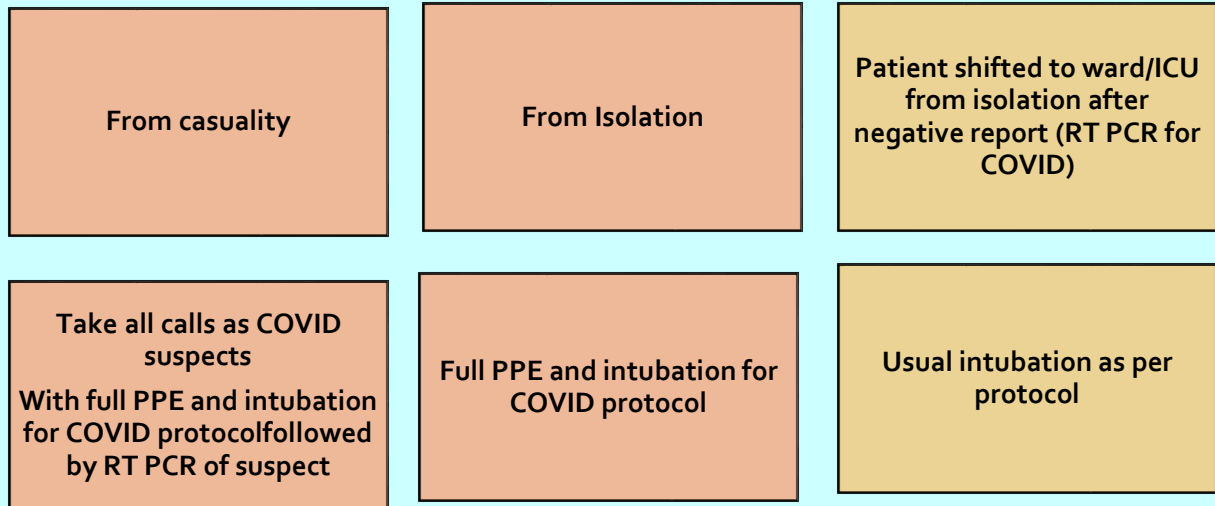 From casuality
From Isolation
Patient shifted to ward/ICU
from isolation after
negative report (RT PCR for
COVID)
Take all calls as COVID
suspects
With full PPE and intubation
for COVID protocolfollowed
by RT PCR of suspect
Full PPE and intubation for
COVID protocol
Usual intubation as per
protocol